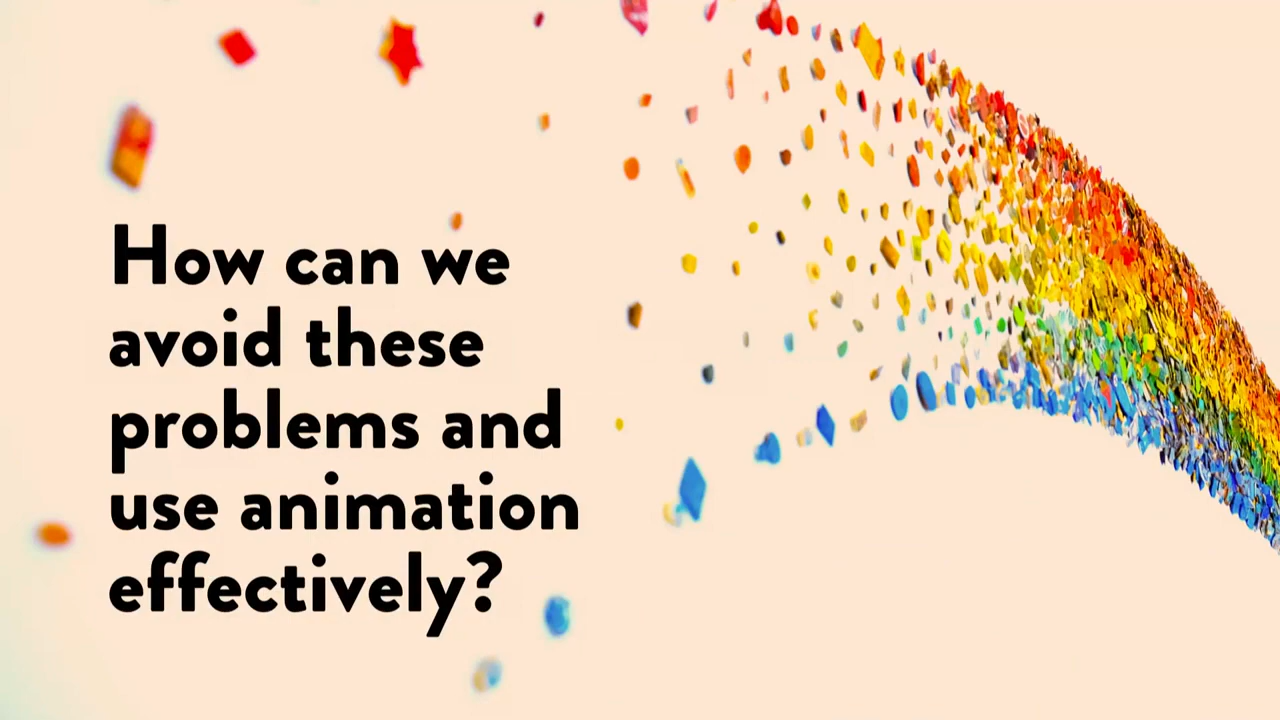 How can we
avoid these
problems and
use animation
effectively?